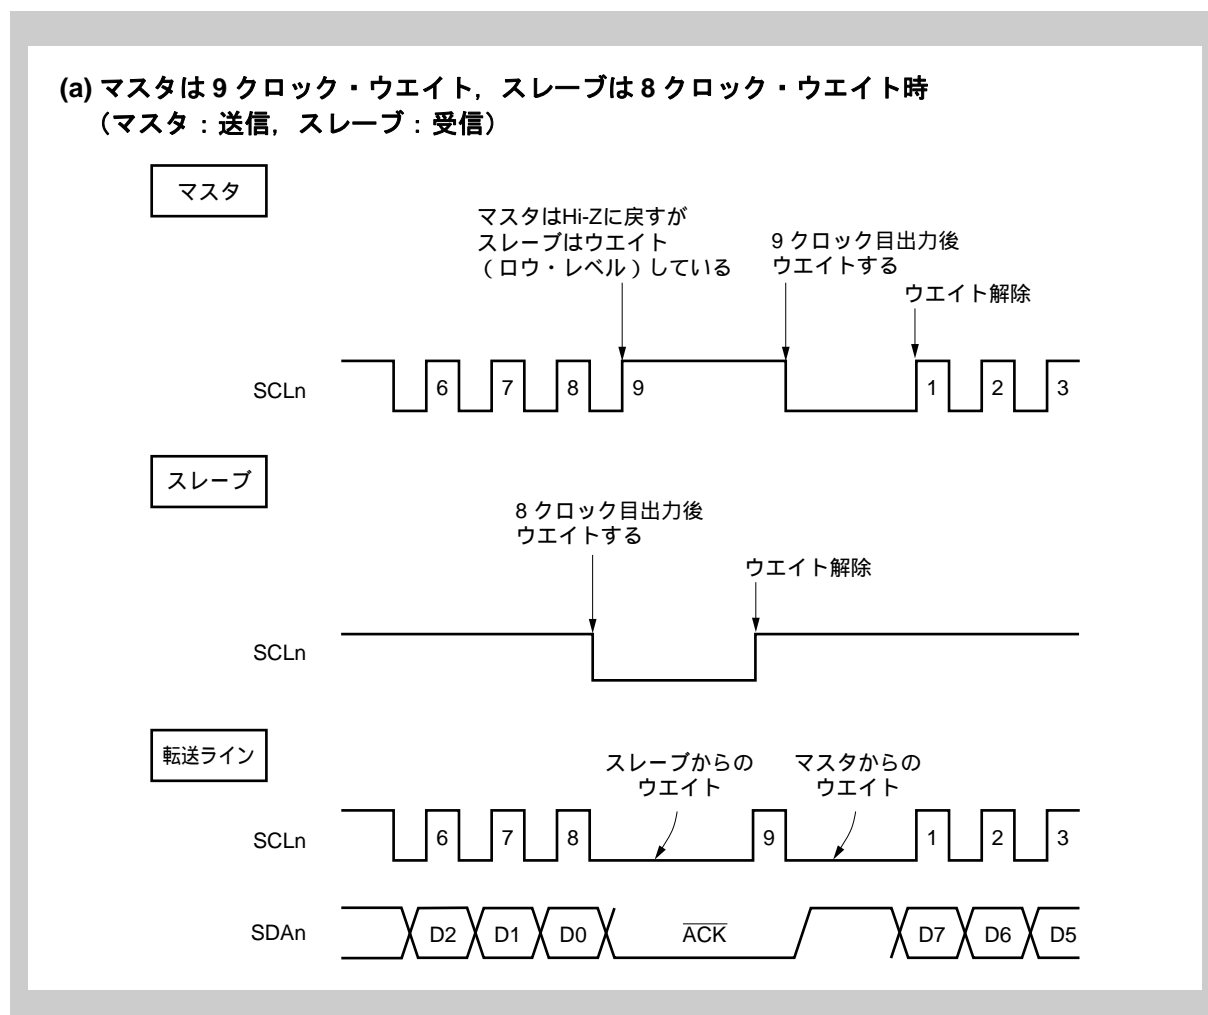 (a) マスタは 9 クロック・ウエイト，スレーブは 8 クロック・ウエイト時
（マスタ：送信，スレーブ：受信）
マスタ
マスタはHi-Zに戻すが
スレーブはウエイト
（ロウ・レベル）している
9 クロック目出力後
ウエイトする
ウエイト解除
SCLn
6 7 8 9 1 2 3
スレーブ
8 クロック目出力後
ウエイトする
ウエイト解除
SCLn
転送ライン
スレーブからの
ウエイト
マスタからの
ウエイト
SCLn
6 7 8 9 1 2 3
SDAn
D2 D1 D0 A̅C̅K̅ D7 D6 D5